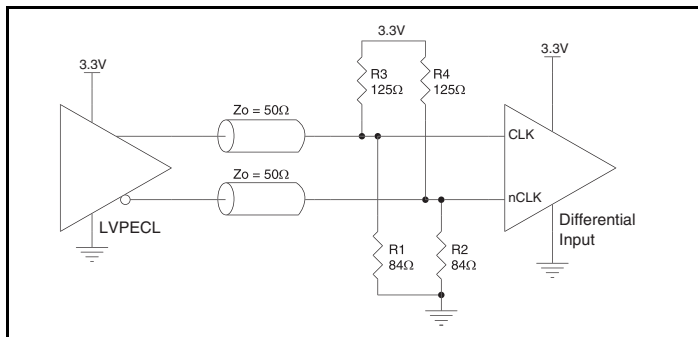 3.3V
3.3V
3.3V
R3
125Ω
R4
125Ω
Zo = 50Ω
CLK
Zo = 50Ω
nCLK
LVPECL
Differential
Input
R1
84Ω
R2
84Ω